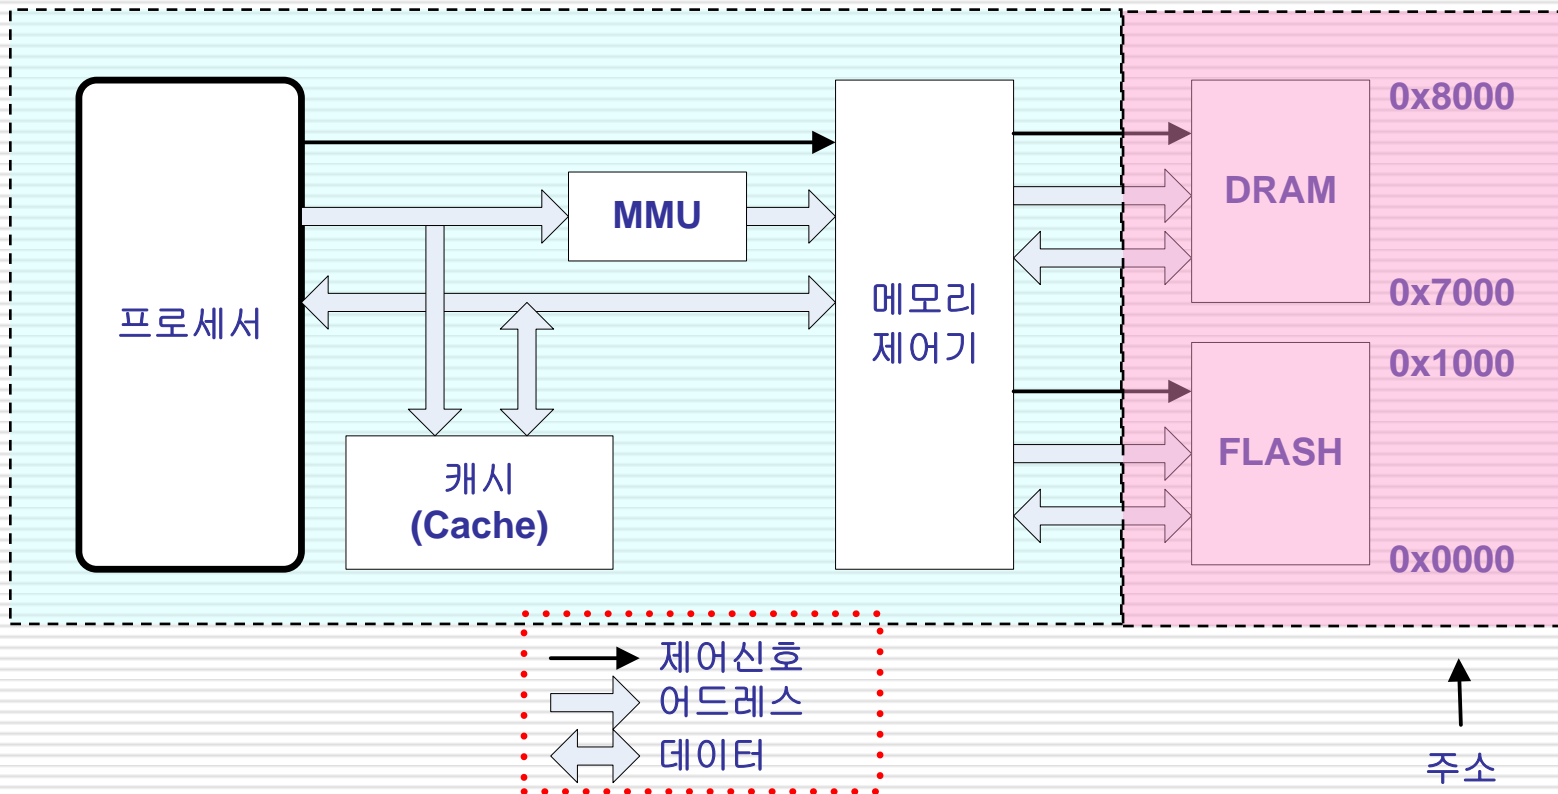 프로세서
MMU
캐시
(Cache)
메모리
제어기
DRAM
0x8000
0x7000
FLASH
0x1000
0x0000
제어신호
어드레스
데이터
주소